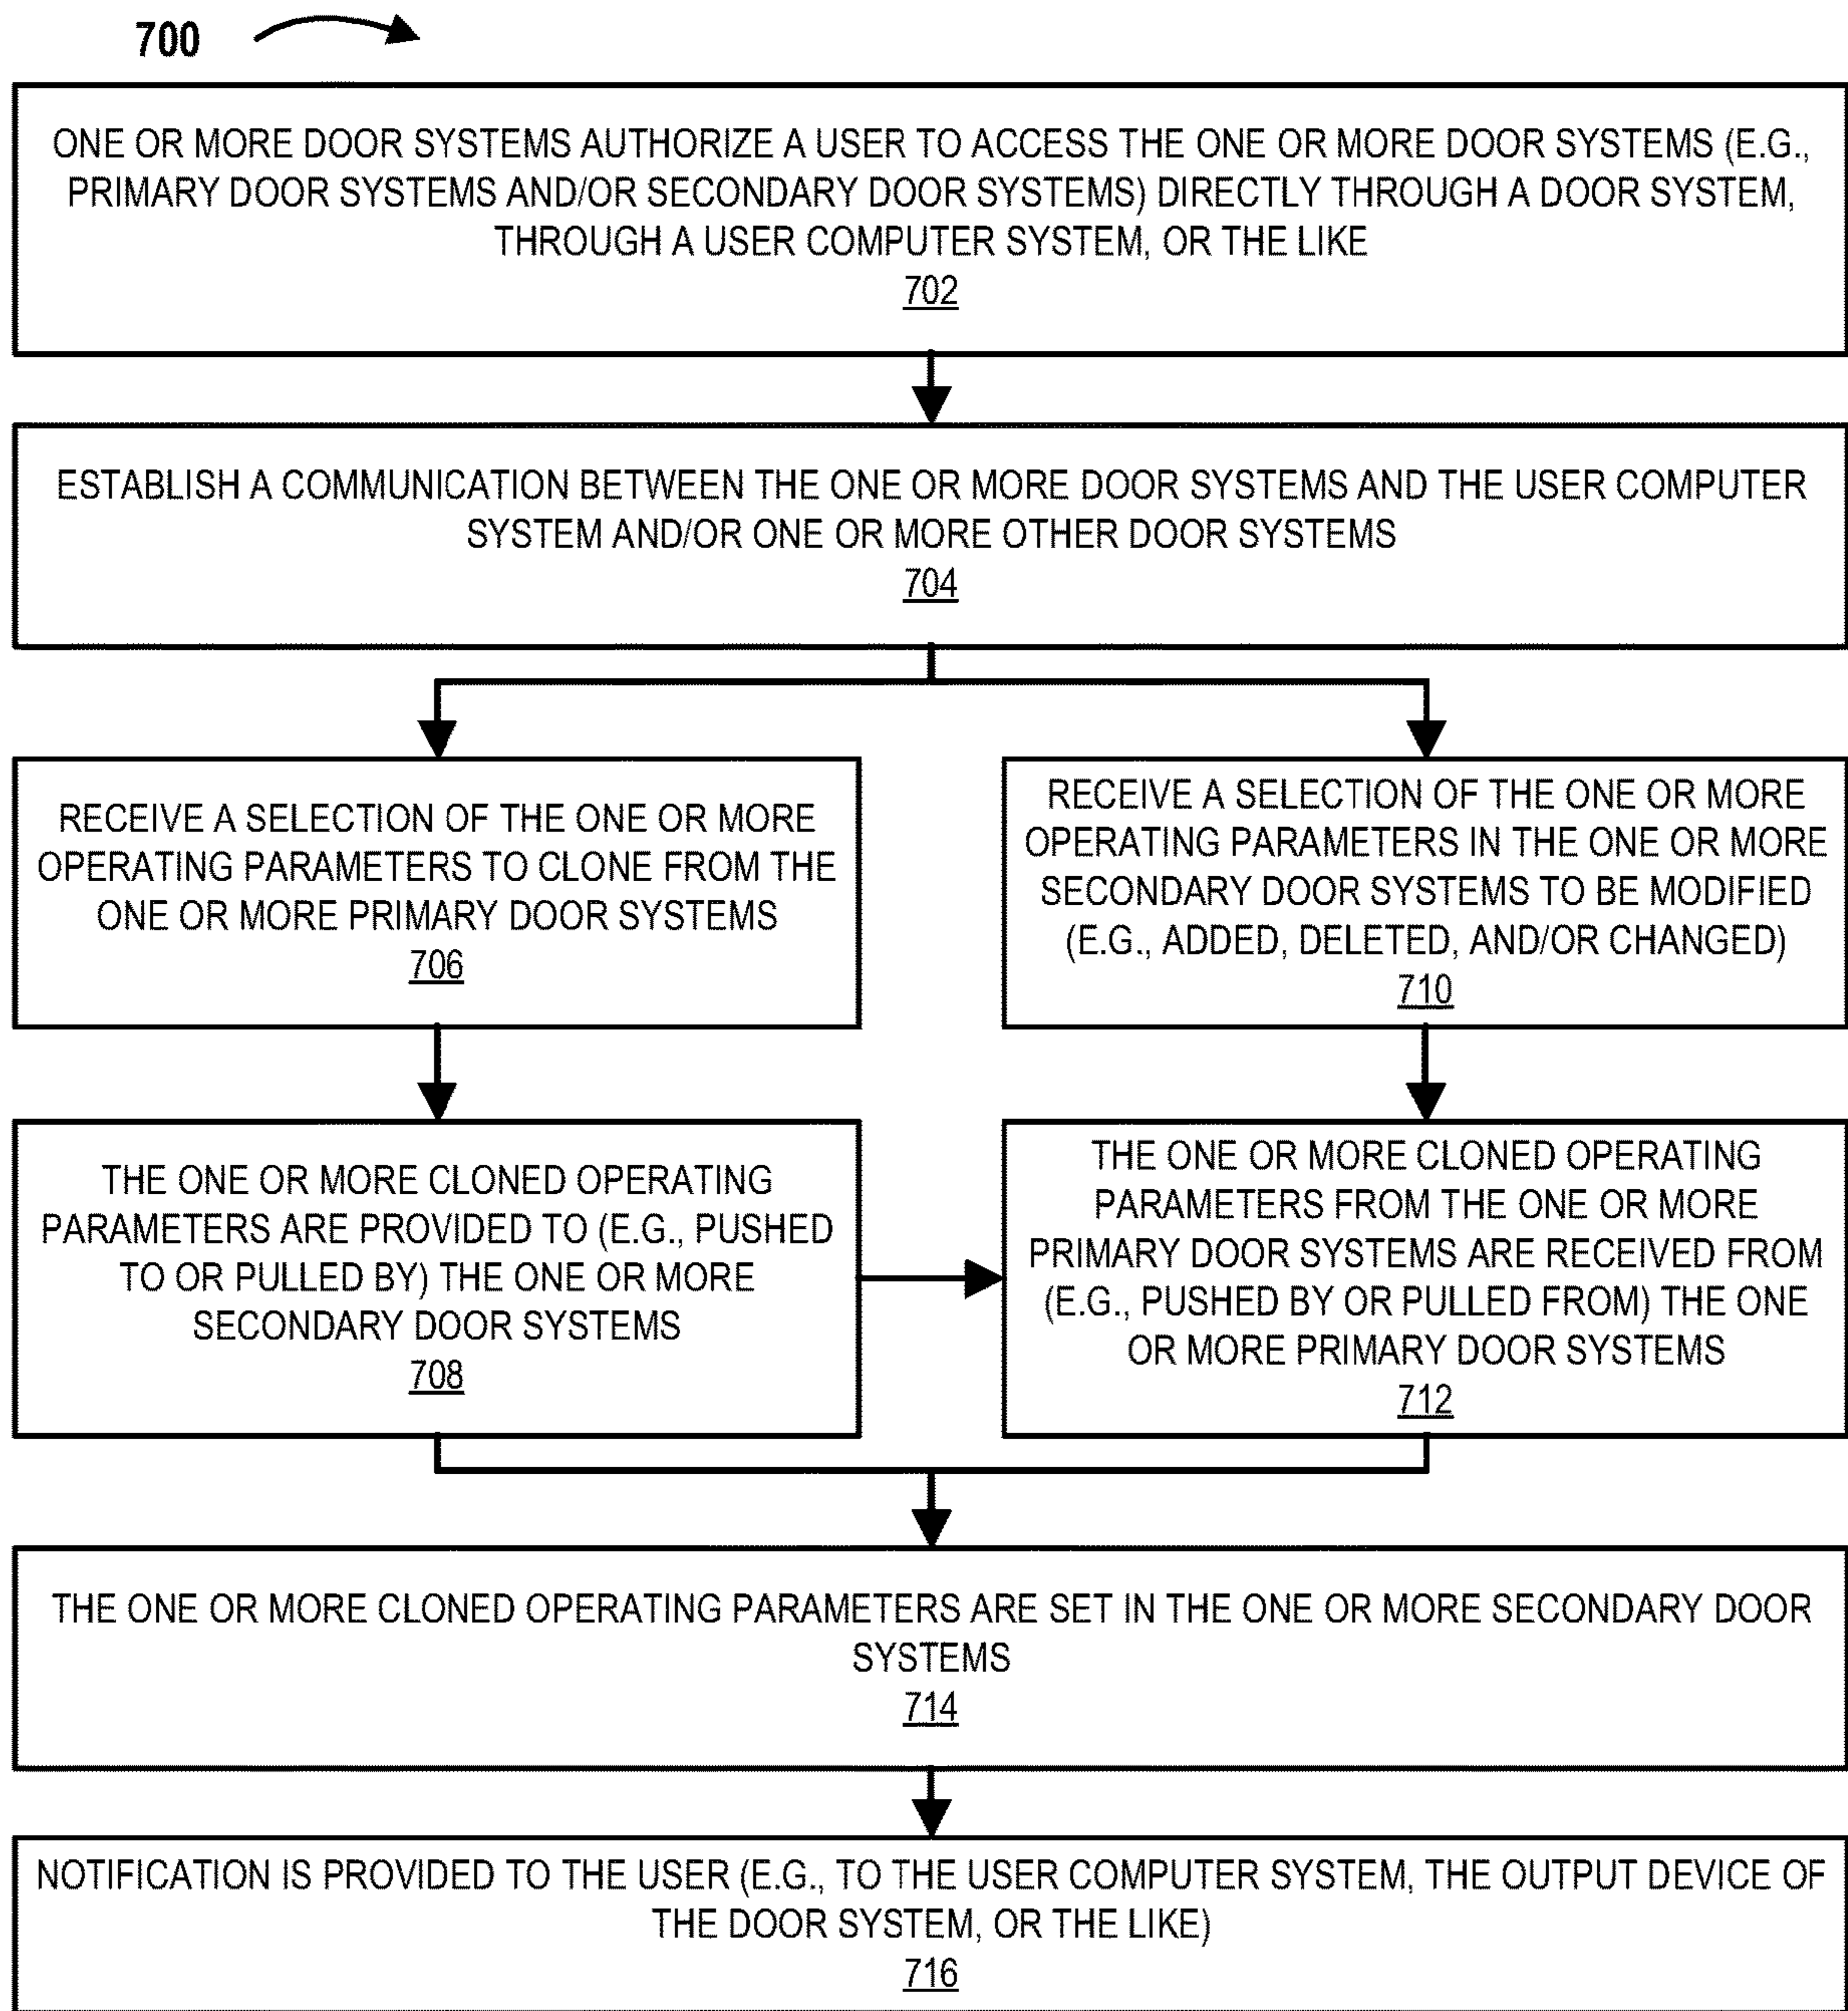 700
ONE OR MORE DOOR SYSTEMS AUTHORIZE A USER TO ACCESS THE ONE OR MORE DOOR SYSTEMS (E.G.,
PRIMARY DOOR SYSTEMS AND/OR SECONDARY DOOR SYSTEMS) DIRECTLY THROUGH A DOOR SYSTEM,
THROUGH A USER COMPUTER SYSTEM, OR THE LIKE
702
ESTABLISH A COMMUNICATION BETWEEN THE ONE OR MORE DOOR SYSTEMS AND THE USER COMPUTER
SYSTEM AND/OR ONE OR MORE OTHER DOOR SYSTEMS
704
RECEIVE A SELECTION OF THE ONE OR MORE
OPERATING PARAMETERS TO CLONE FROM THE
ONE OR MORE PRIMARY DOOR SYSTEMS
706
RECEIVE A SELECTION OF THE ONE OR MORE
OPERATING PARAMETERS IN THE ONE OR MORE
SECONDARY DOOR SYSTEMS TO BE MODIFIED
(E.G., ADDED, DELETED, AND/OR CHANGED)
710
THE ONE OR MORE CLONED OPERATING
PARAMETERS ARE PROVIDED TO (E.G., PUSHED
TO OR PULLED BY) THE ONE OR MORE
SECONDARY DOOR SYSTEMS
708
THE ONE OR MORE CLONED OPERATING
PARAMETERS FROM THE ONE OR MORE
PRIMARY DOOR SYSTEMS ARE RECEIVED FROM
(E.G., PUSHED BY OR PULLED FROM) THE ONE
OR MORE PRIMARY DOOR SYSTEMS
712
THE ONE OR MORE CLONED OPERATING PARAMETERS ARE SET IN THE ONE OR MORE SECONDARY DOOR
SYSTEMS
714
NOTIFICATION IS PROVIDED TO THE USER (E.G., TO THE USER COMPUTER SYSTEM, THE OUTPUT DEVICE OF
THE DOOR SYSTEM, OR THE LIKE)
716